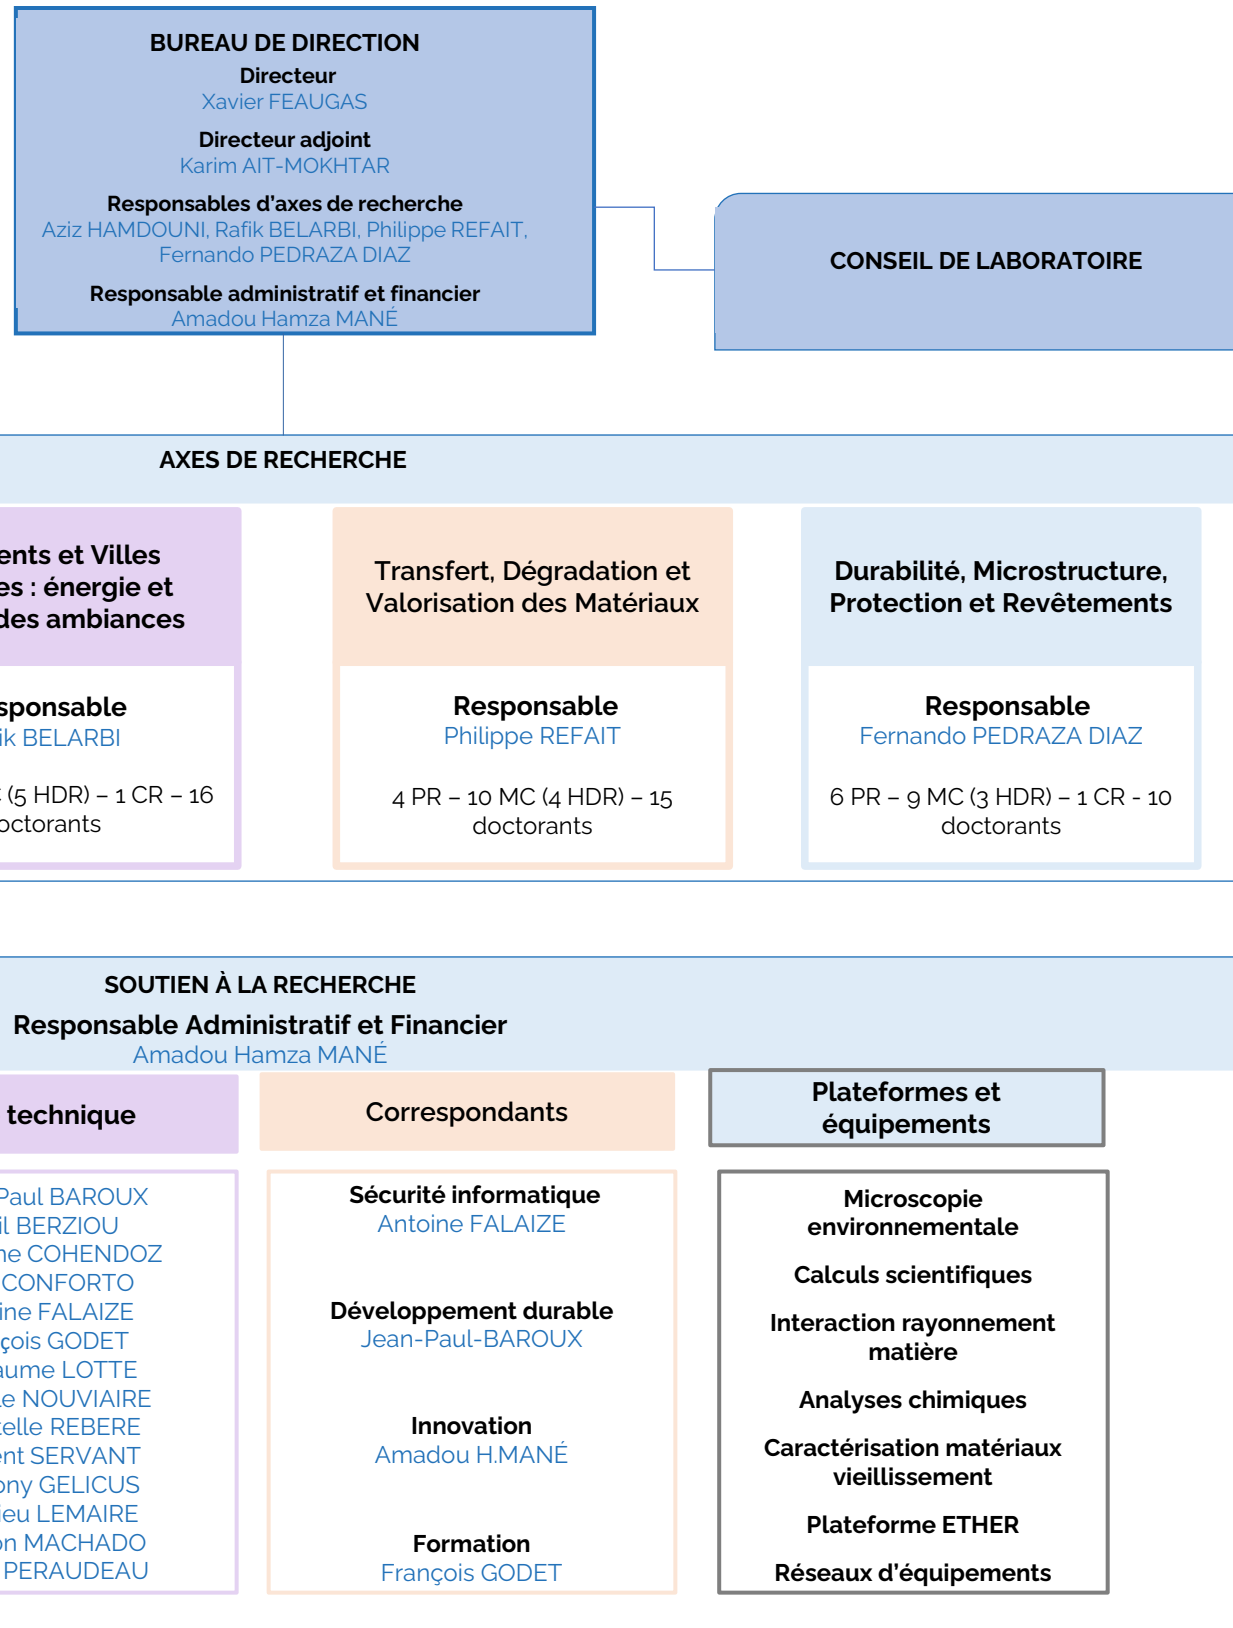 BUREAU DE DIRECTION
Directeur
Xavier FEAUGAS
Directeur adjoint
Karim AIT-MOKHTAR
Responsables d’axes de recherche
Aziz HAMDOUNI, Rafik BELARBI, Philippe REFAIT,
Fernando PEDRAZA DIAZ
Responsable administratif et financier
Amadou Hamza MANÉ
CONSEIL DE LABORATOIRE
AXES DE RECHERCHE
ents et Villes
es : énergie et
des ambiances
sponsable
ik BELARBI
(5 HDR) – 1 CR – 16
octorants
Transfert, Dégradation et
Valorisation des Matériaux
Responsable
Philippe REFAIT
4 PR – 10 MC (4 HDR) – 15
doctorants
Durabilité, Microstructure,
Protection et Revêtements
Responsable
Fernando PEDRAZA DIAZ
6 PR – 9 MC (3 HDR) – 1 CR - 10
doctorants
SOUTIEN À LA RECHERCHE
Responsable Administratif et Financier
Amadou Hamza MANÉ
technique
Paul BAROUX
il BERZIOU
ne COHENDOZ
CONFORTO
ine FALAIZE
çois GODET
aume LOTTE
le NOUVIAIRE
telle REBERE
ent SERVANT
ony GELICUS
ieu LEMAIRE
on MACHADO
PERAUDEAU
Correspondants
Sécurité informatique
Antoine FALAIZE
Développement durable
Jean-Paul-BAROUX
Innovation
Amadou H.MANÉ
Formation
François GODET
Plateformes et
équipements
Microscopie
environnementale
Calculs scientifiques
Interaction rayonnement
matière
Analyses chimiques
Caractérisation matériaux
vieillissement
Plateforme ETHER
Réseaux d’équipements